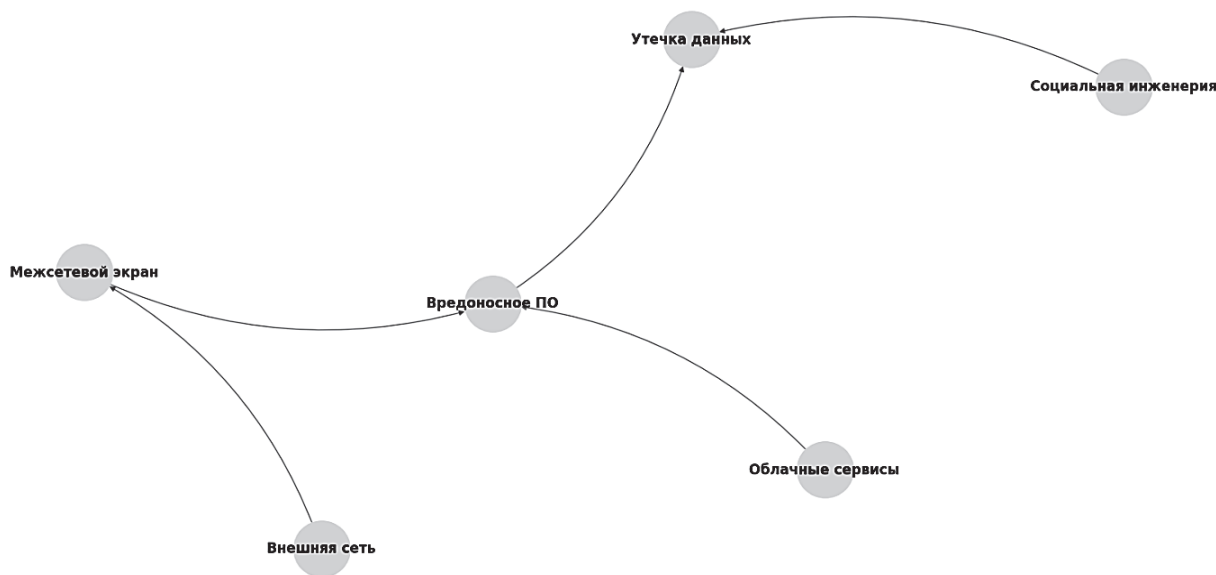 Утечка данных
Социальная инженерия
Межсетевой экран
Вредоносное ПО
Облачные сервисы
Внешняя сеть